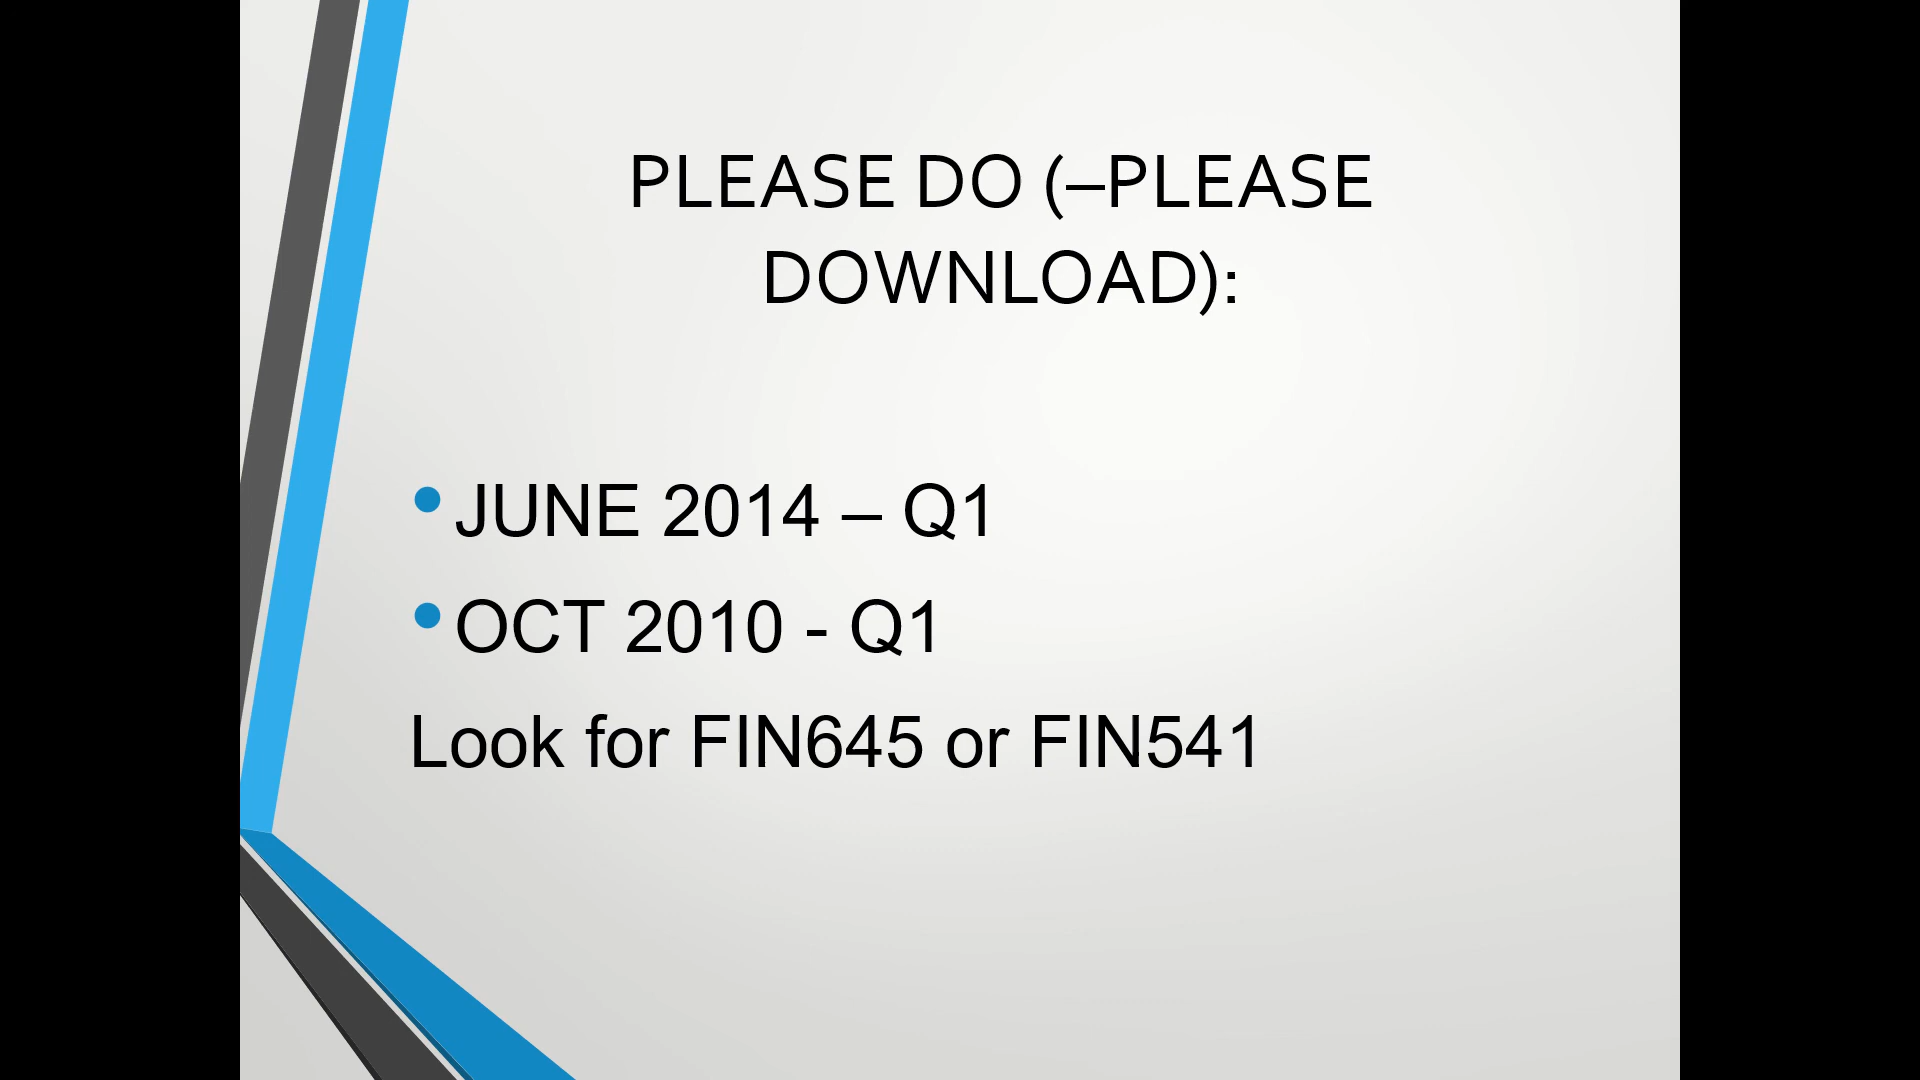 PLEASE DO (–PLEASE
DOWNLOAD):
• JUNE 2014 – Q1
• OCT 2010 - Q1
Look for FIN645 or FIN541